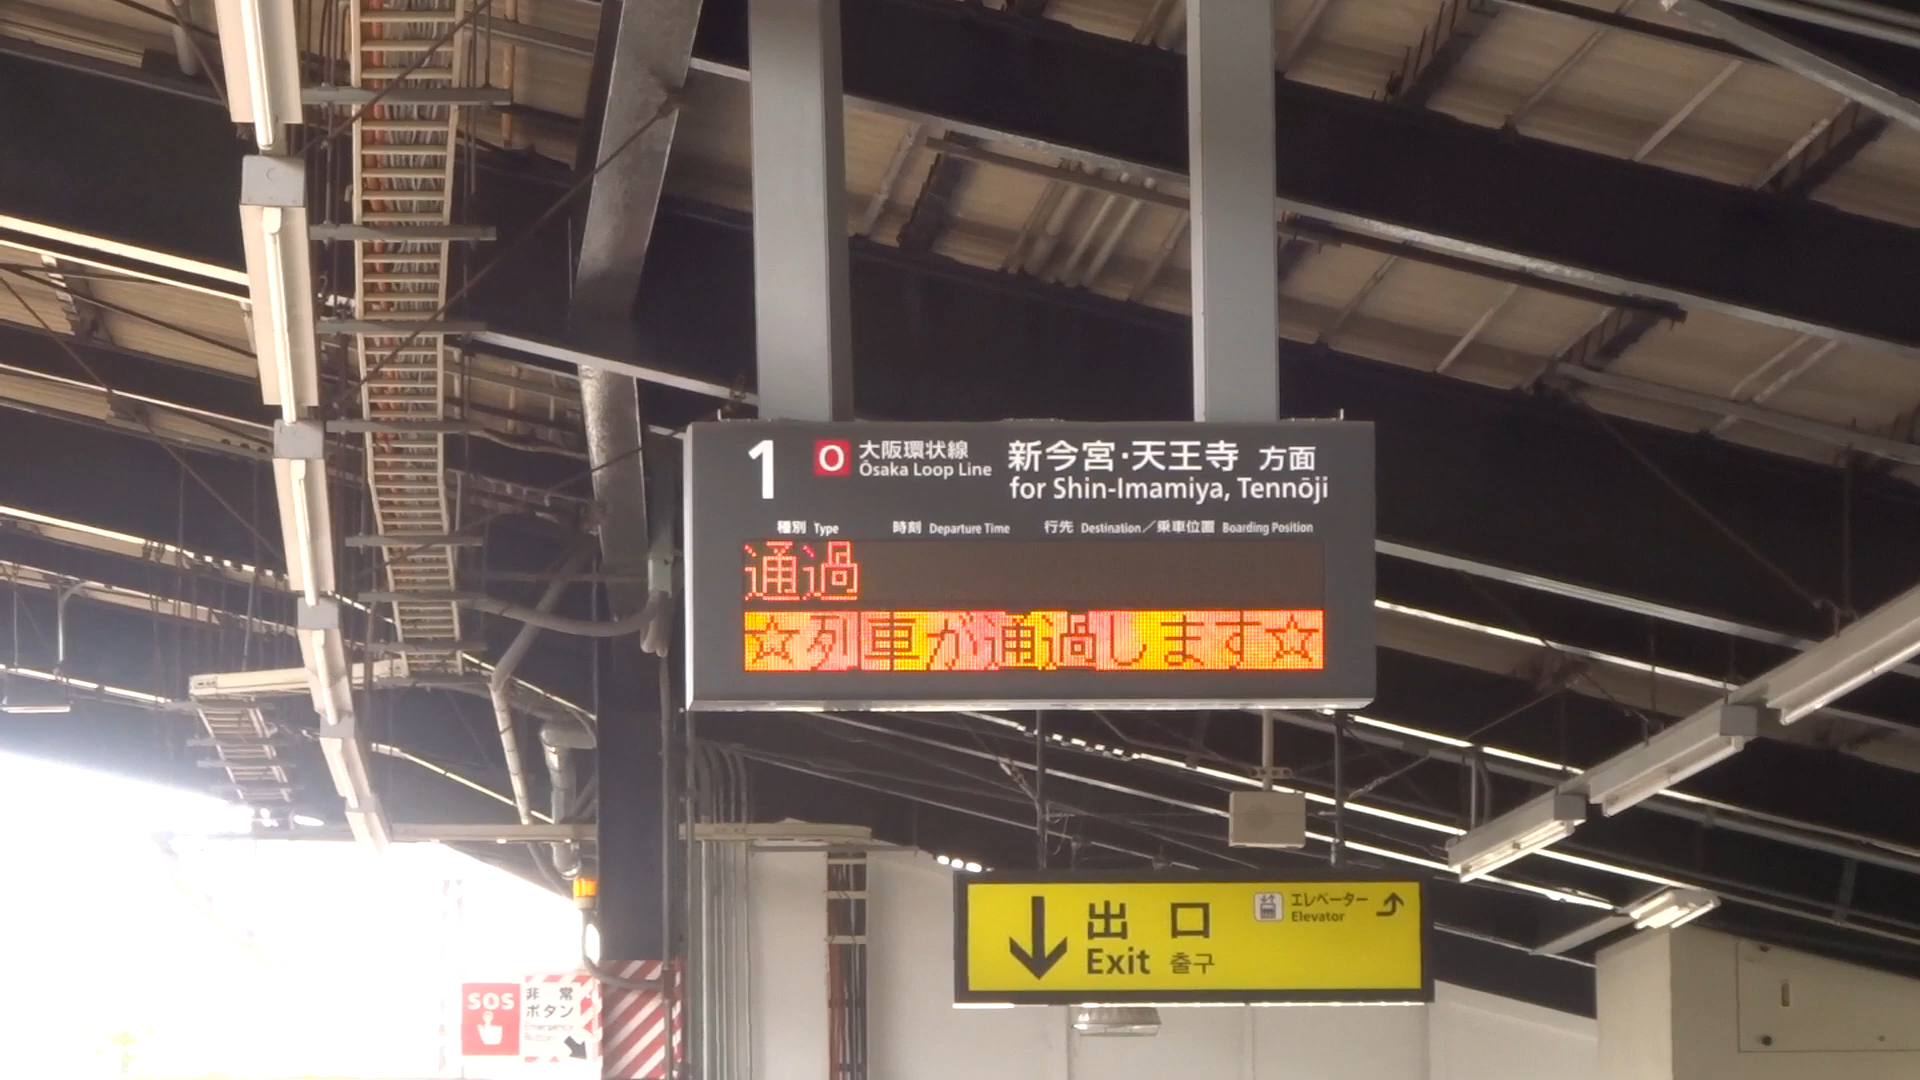 1
O 大阪環状線
Ōsaka Loop Line
新今宮・天王寺 方面
for Shin-Imamiya, Tennōji
種別 Type 時刻 Departure Time 行先 Destination／乗車位置 Boarding Position
通過
☆列車が通過します☆
出口
Exit 출구
エレベーター
Elevator
SOS
非常
ボタン
Emergency
Button